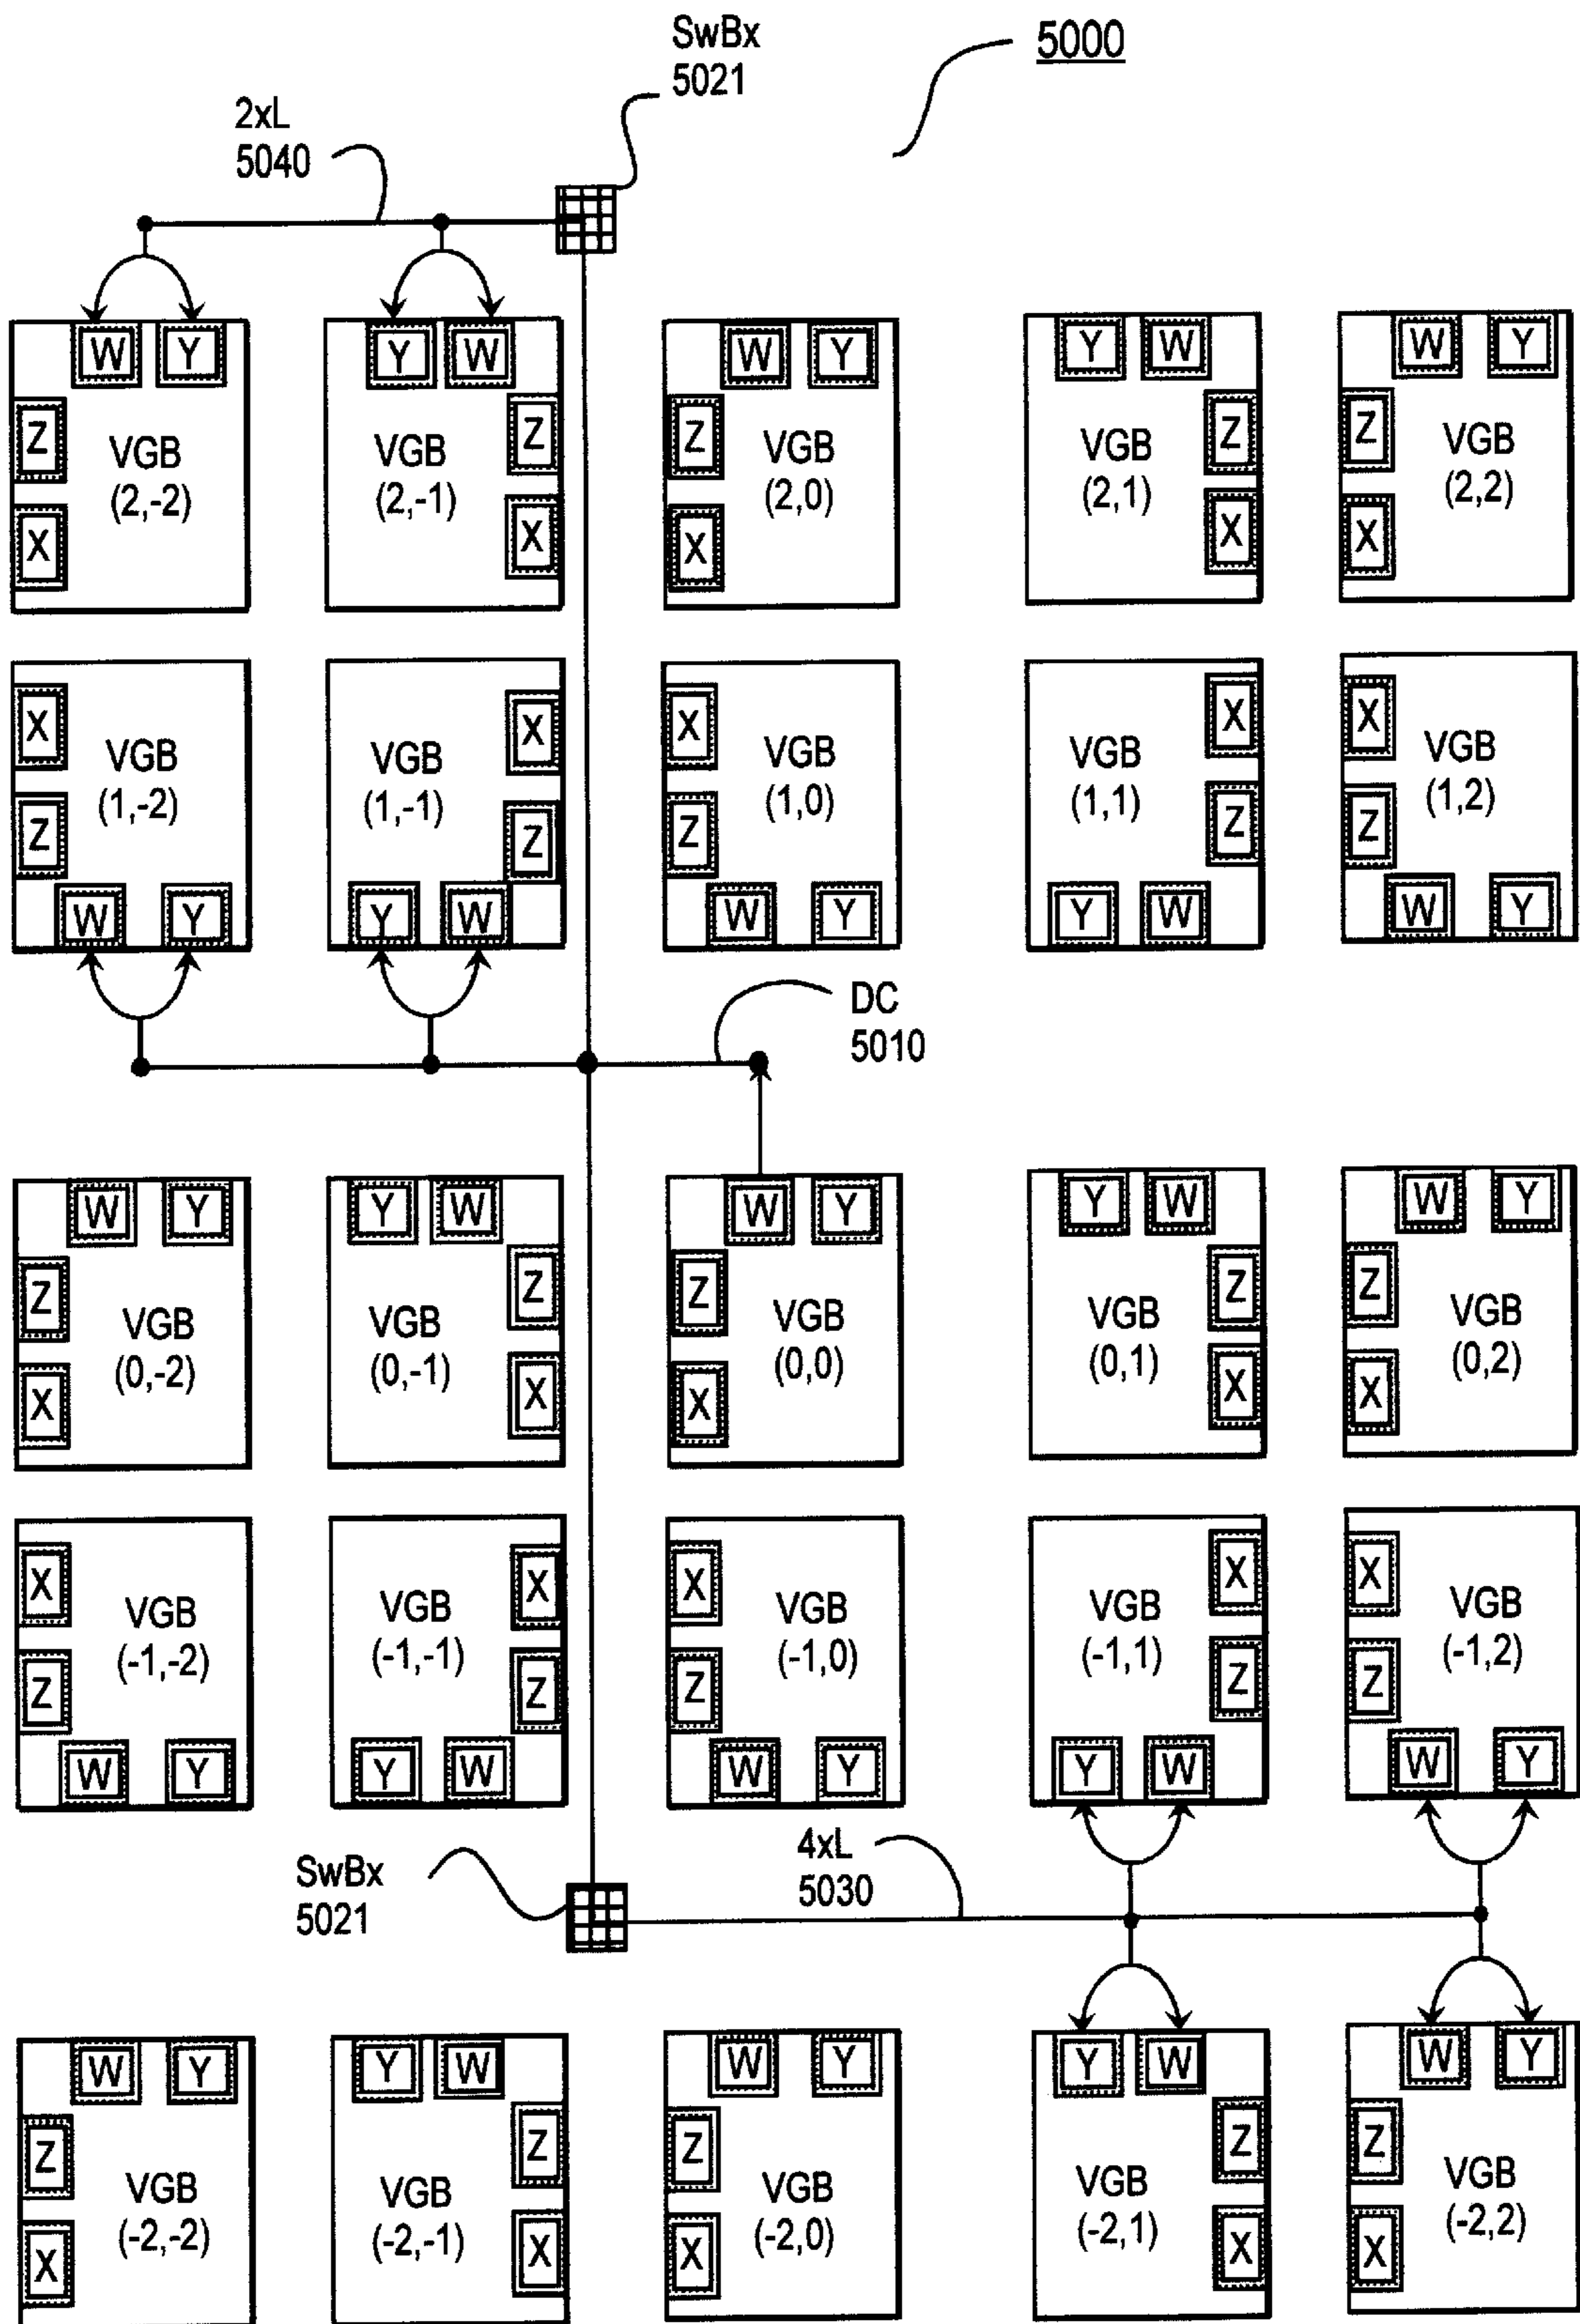 SwBx
5021
5000
2xL
5040
W Y
Z
X
VGB
(2,-2)
Y W
Z
X
VGB
(2,-1)
W Y
Z
X
VGB
(2,0)
Y W
Z
X
VGB
(2,1)
W Y
Z
X
VGB
(2,2)
X
Z
VGB
(1,-2)
W Y
X
Z
VGB
(1,-1)
Y W
X
Z
VGB
(1,0)
W Y
X
Z
VGB
(1,1)
Y W
X
Z
VGB
(1,2)
W Y
DC
5010
W Y
Z
X
VGB
(0,-2)
Y W
Z
X
VGB
(0,-1)
W Y
Z
X
VGB
(0,0)
Y W
Z
X
VGB
(0,1)
W Y
Z
X
VGB
(0,2)
X
Z
VGB
(-1,-2)
W Y
X
Z
VGB
(-1,-1)
Y W
X
Z
VGB
(-1,0)
W Y
X
Z
VGB
(-1,1)
Y W
X
Z
VGB
(-1,2)
W Y
SwBx
5021
4xL
5030
W Y
Z
X
VGB
(-2,-2)
Y W
Z
X
VGB
(-2,-1)
W Y
Z
X
VGB
(-2,0)
Y W
Z
X
VGB
(-2,1)
W Y
Z
X
VGB
(-2,2)